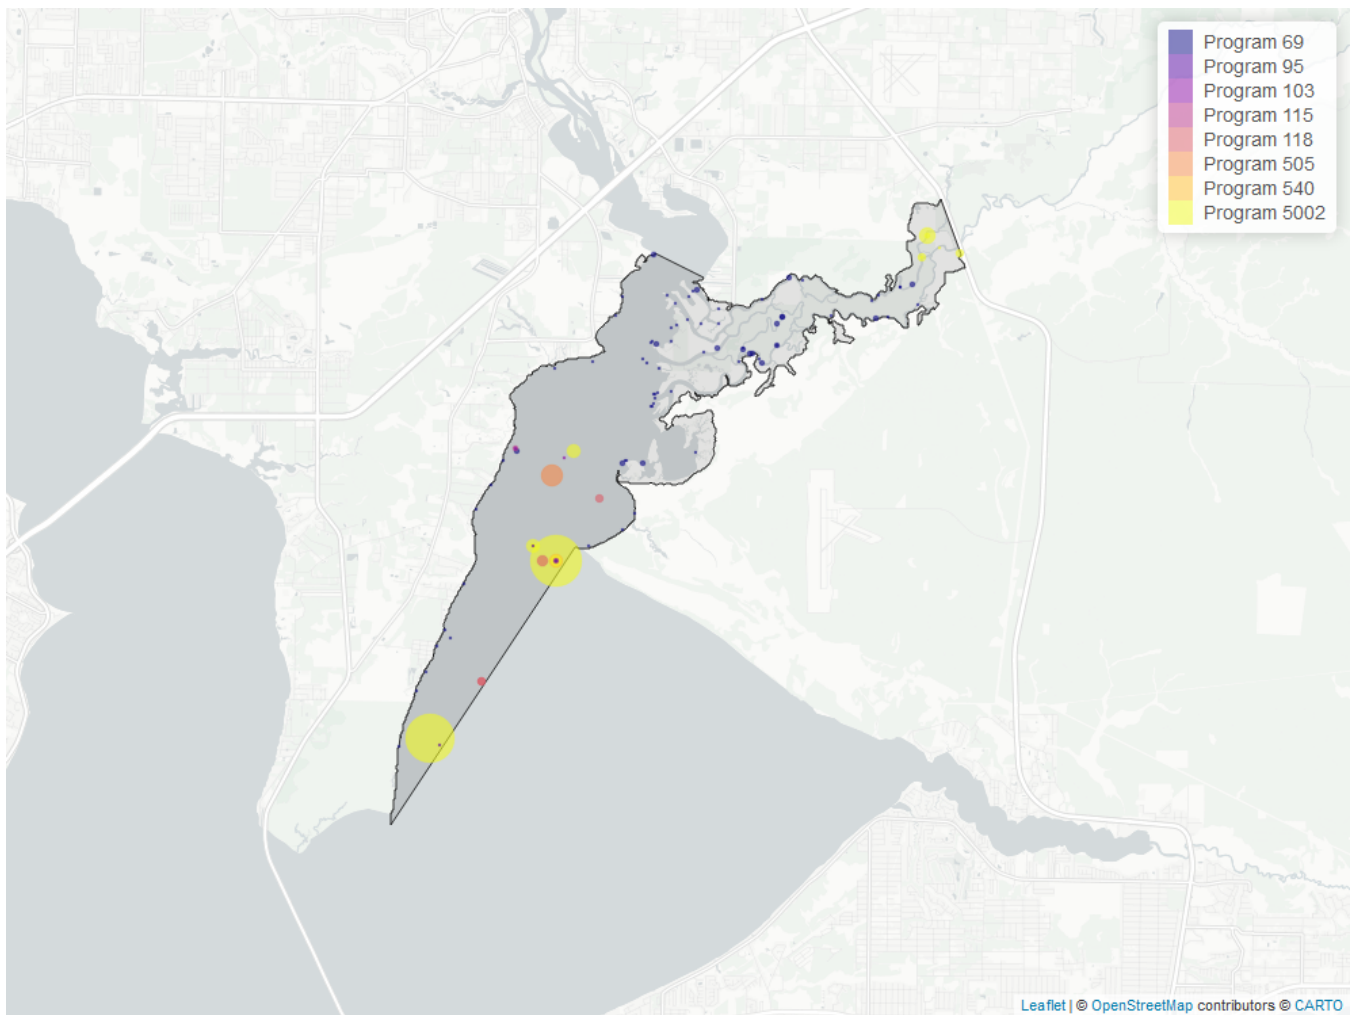 Program 69
Program 95
Program 103
Program 115
Program 118
Program 505
Program 540
Program 5002
Leaflet | © OpenStreetMap contributors © CARTO